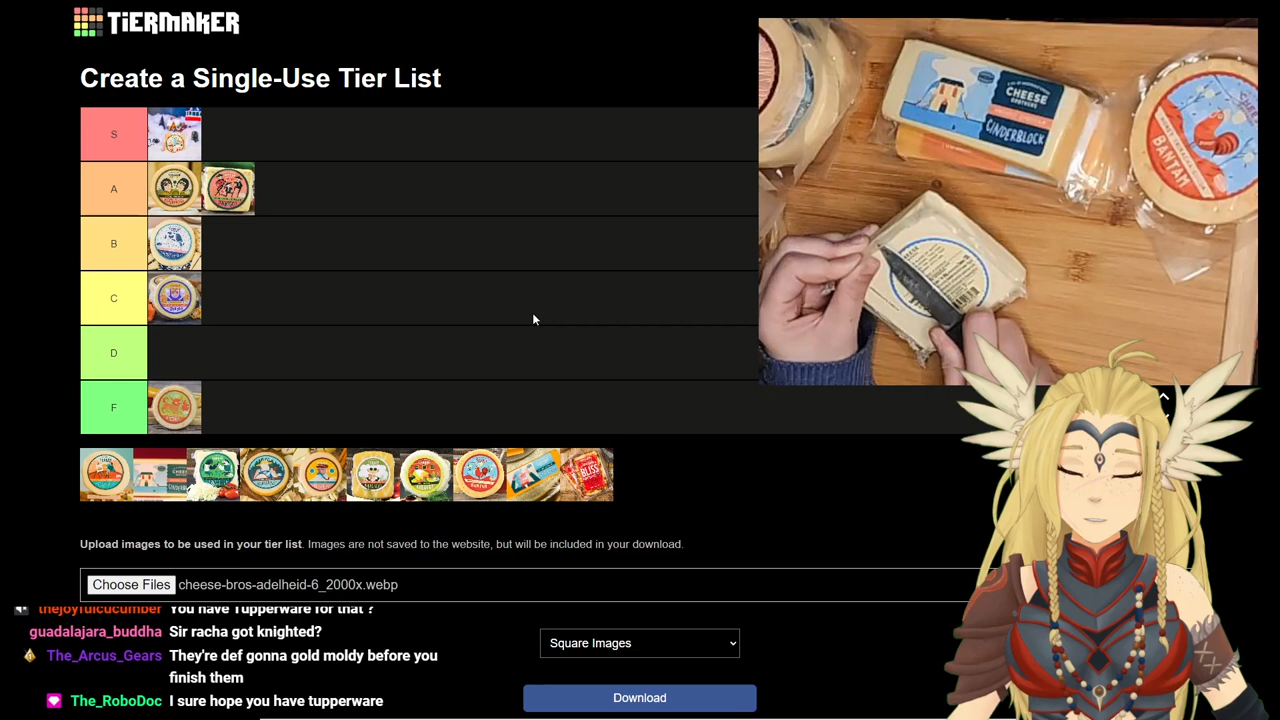 TiERMAKER
Create a Single-Use Tier List
S
A
B
C
D
F
CHEESE
BROTHERS
CINDERBLOCK
BANTAM
CHEESE
BLISS
Upload images to be used in your tier list. Images are not saved to the website, but will be included in your download.
Choose Files cheese-bros-adelheid-6_2000x.webp
thejoyfulcucumber You have Tupperware for that ?
guadalajara_buddha Sir racha got knighted?
The_Arcus_Gears They're def gonna gold moldy before you
finish them
The_RoboDoc I sure hope you have tupperware
Square Images
Download